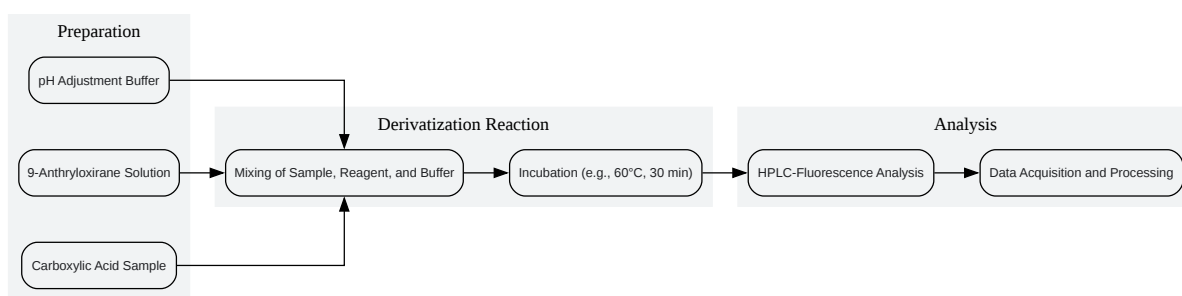 Preparation
pH Adjustment Buffer
9-Anthryloxirane Solution
Carboxylic Acid Sample
Derivatization Reaction
Mixing of Sample, Reagent, and Buffer
Incubation (e.g., 60°C, 30 min)
Analysis
HPLC-Fluorescence Analysis
Data Acquisition and Processing